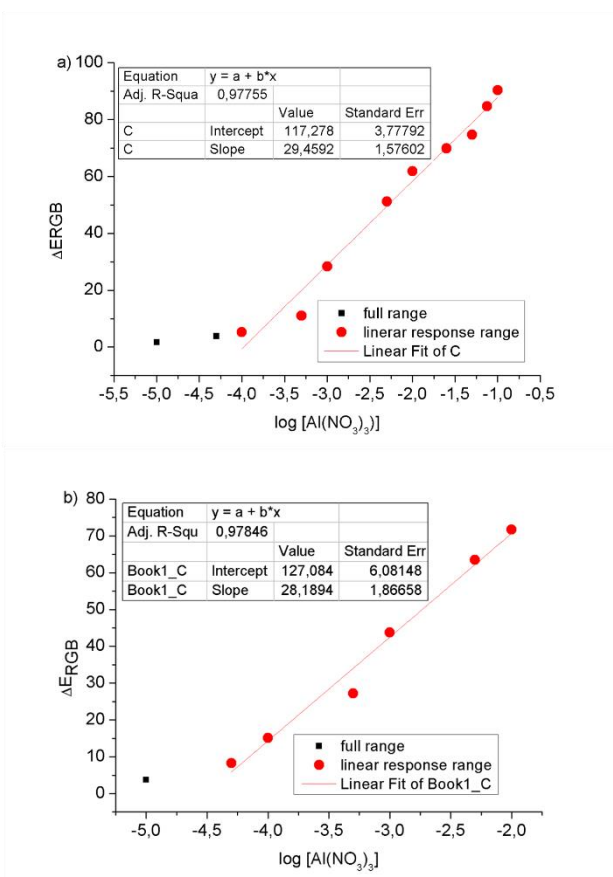 a)
Equation y = a + b*x
Adj. R-Squa 0,97755
Value Standard Err
C Intercept 117,278 3,77792
C Slope 29,4592 1,57602
100
80
60
40
20
0
ΔERGB
full range
linerar response range
Linear Fit of C
-5,5 -5,0 -4,5 -4,0 -3,5 -3,0 -2,5 -2,0 -1,5 -1,0 -0,5
log [Al(NO3)3)]
b)
Equation y = a + b*x
Adj. R-Squ 0,97846
Value Standard Err
Book1_C Intercept 127,084 6,08148
Book1_C Slope 28,1894 1,86658
80
70
60
50
40
30
20
10
0
ΔERGB
full range
linear response range
Linear Fit of Book1_C
-5,0 -4,5 -4,0 -3,5 -3,0 -2,5 -2,0
log [Al(NO3)3]